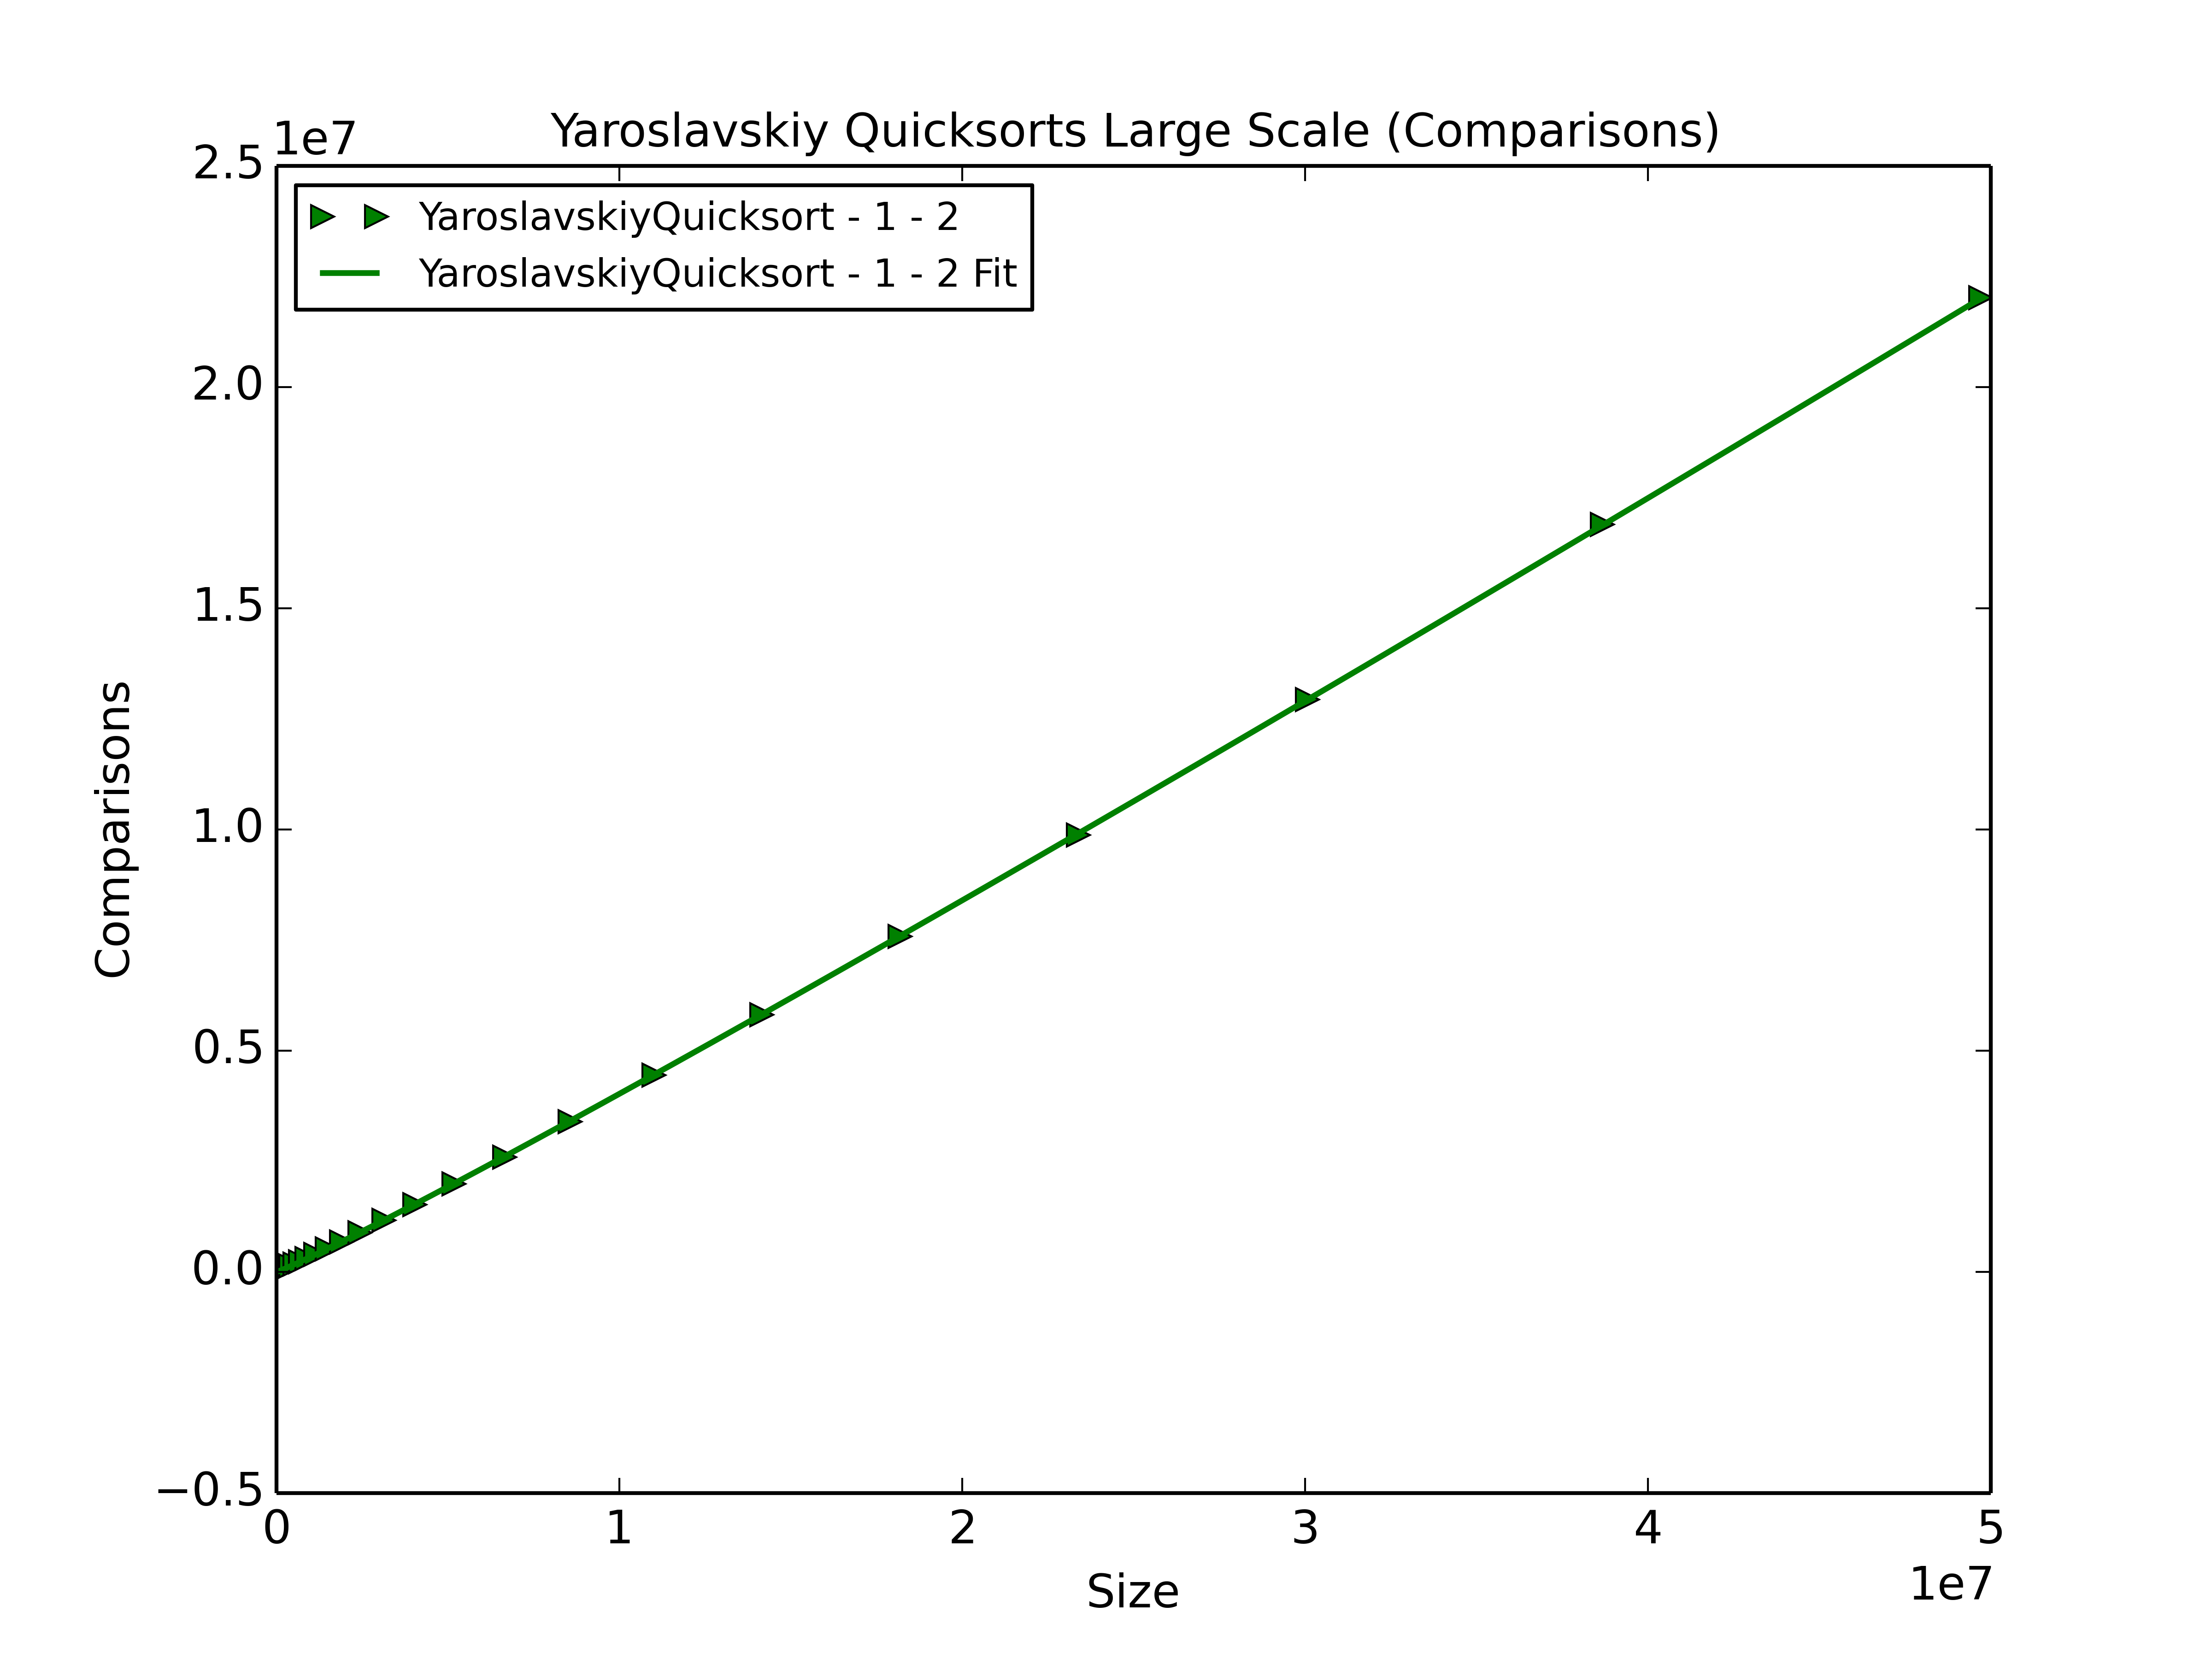 Yaroslavskiy Quicksorts Large Scale (Comparisons)
1e7
2.5
YaroslavskiyQuicksort - 1 - 2
YaroslavskiyQuicksort - 1 - 2 Fit
2.0
1.5
1.0
0.5
0.0
−0.5
Comparisons
0 1 2 3 4 5
Size
1e7